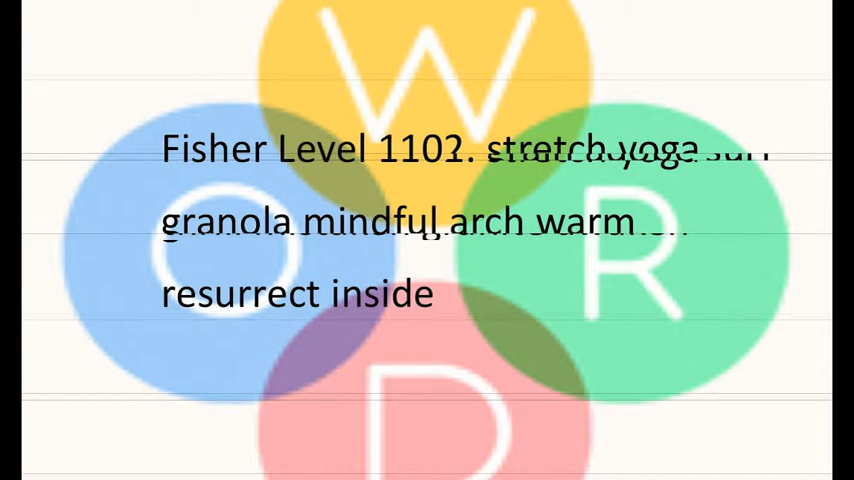 W
Fisher Level 1102. stretch yoga
granola mindful arch warm
O R
resurrect inside
D